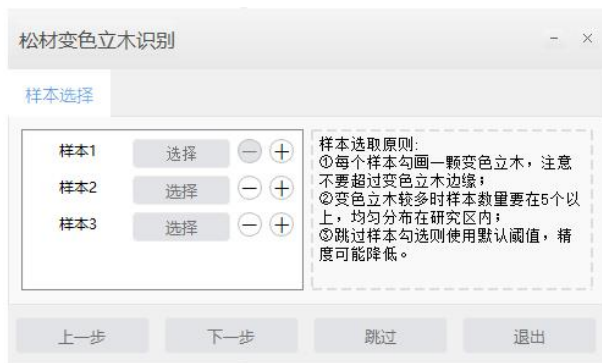 松材变色立木识别
样本选择
样本1 选择
样本2 选择
样本3 选择
样本选取原则:
①每个样本勾画一颗变色立木，注意
不要超过变色立木边缘；
②变色立木较多时样本数量要在5个以
上，均匀分布在研究区内；
③跳过样本勾选则使用默认阈值，精
度可能降低。
上一步 下一步 跳过 退出